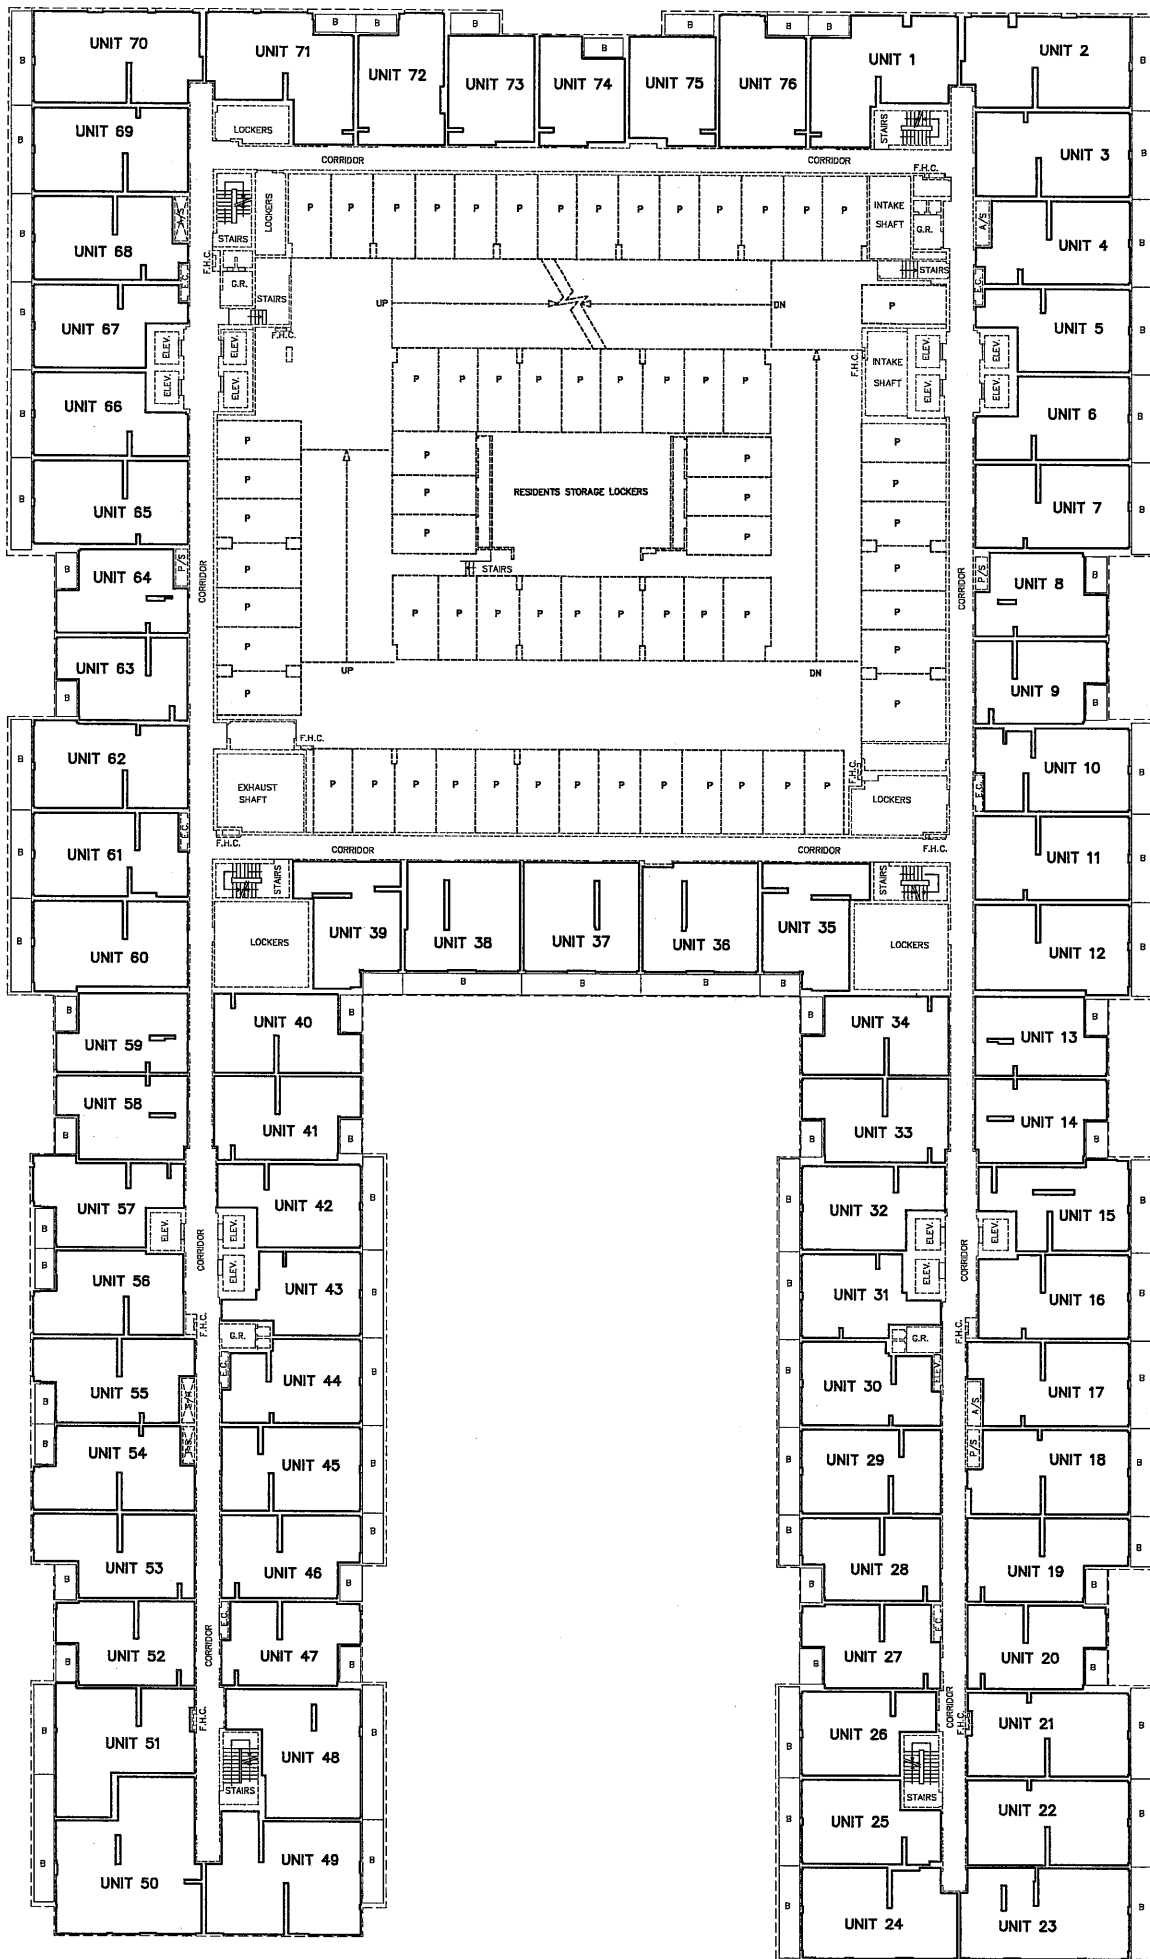 B B B B B B
UNIT 70 UNIT 71 UNIT 72 UNIT 73 UNIT 74 UNIT 75 UNIT 76 UNIT 1 UNIT 2
B B
UNIT 69 LOCKERS STAIRS UNIT 3
B B
CORRIDOR CORRIDOR
F.H.C.
P P P P P P P P P P P P P P
LOCKERS INTAKE SHAFT G.R.
UNIT 68 A/S STAIRS A/S UNIT 4
B B
F.H.C. E.C. G.R. STAIRS STAIRS E.C.
UP DN
UNIT 67 P UNIT 5
B B
F.H.C. F.H.C.
ELEV. ELEV. INTAKE SHAFT ELEV. ELEV.
ELEV. ELEV. P P P P P P P P P ELEV. ELEV.
UNIT 66 UNIT 6
B B
P P P P
P P
UNIT 65 P P RESIDENTS STORAGE LOCKERS P P UNIT 7
B B
P P
UNIT 64 P/S CORRIDOR STAIRS CORRIDOR P/S UNIT 8
B B
P P
P P P P P P P P P P P
UNIT 63 P P UNIT 9
B B
UP DN
P P
UNIT 62 F.H.C. UNIT 10
B B
EXHAUST SHAFT P P P P P P P P P P P P P F.H.C. LOCKERS E.C.
UNIT 61 E.C. F.H.C. CORRIDOR CORRIDOR F.H.C. UNIT 11
B B
STAIRS STAIRS
UNIT 60 LOCKERS UNIT 39 UNIT 38 UNIT 37 UNIT 36 UNIT 35 LOCKERS UNIT 12
B B
B B B B
UNIT 59 UNIT 40 UNIT 34 UNIT 13
B B B B
UNIT 58 UNIT 41 UNIT 33 UNIT 14
B B B B
UNIT 57 UNIT 42 UNIT 32 UNIT 15
B B B B
ELEV. ELEV. ELEV. ELEV.
CORRIDOR CORRIDOR
ELEV. ELEV.
UNIT 56 UNIT 43 UNIT 31 UNIT 16
B B B B
F.H.C. G.R. G.R. F.H.C.
UNIT 55 E.C. UNIT 44 UNIT 30 ELEV. UNIT 17
B B B B
A/S
UNIT 54 UNIT 45 UNIT 29 P/S UNIT 18
B B B B
UNIT 53 UNIT 46 UNIT 28 UNIT 19
B B B B
B B B B
UNIT 52 CORRIDOR E.C. UNIT 47 UNIT 27 E.C. UNIT 20
B B B B
UNIT 51 F.H.C. UNIT 48 UNIT 26 CORRIDOR F.H.C. UNIT 21
B B B B
STAIRS STAIRS
UNIT 25 UNIT 22
B B
UNIT 50 UNIT 49 UNIT 24 UNIT 23
B B B B